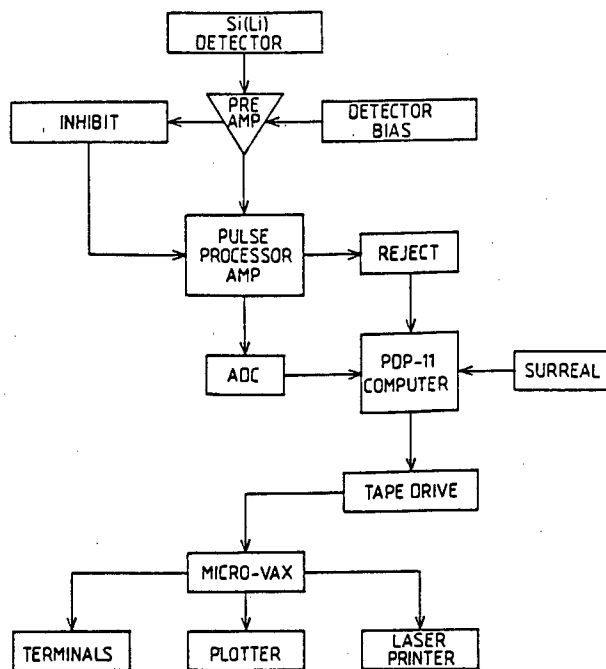 Si(Li)
DETECTOR
PRE
AMP
INHIBIT
DETECTOR
BIAS
PULSE
PROCESSOR
AMP
REJECT
ADC
PDP-11
COMPUTER
SURREAL
TAPE DRIVE
MICRO-VAX
TERMINALS
PLOTTER
LASER
PRINTER